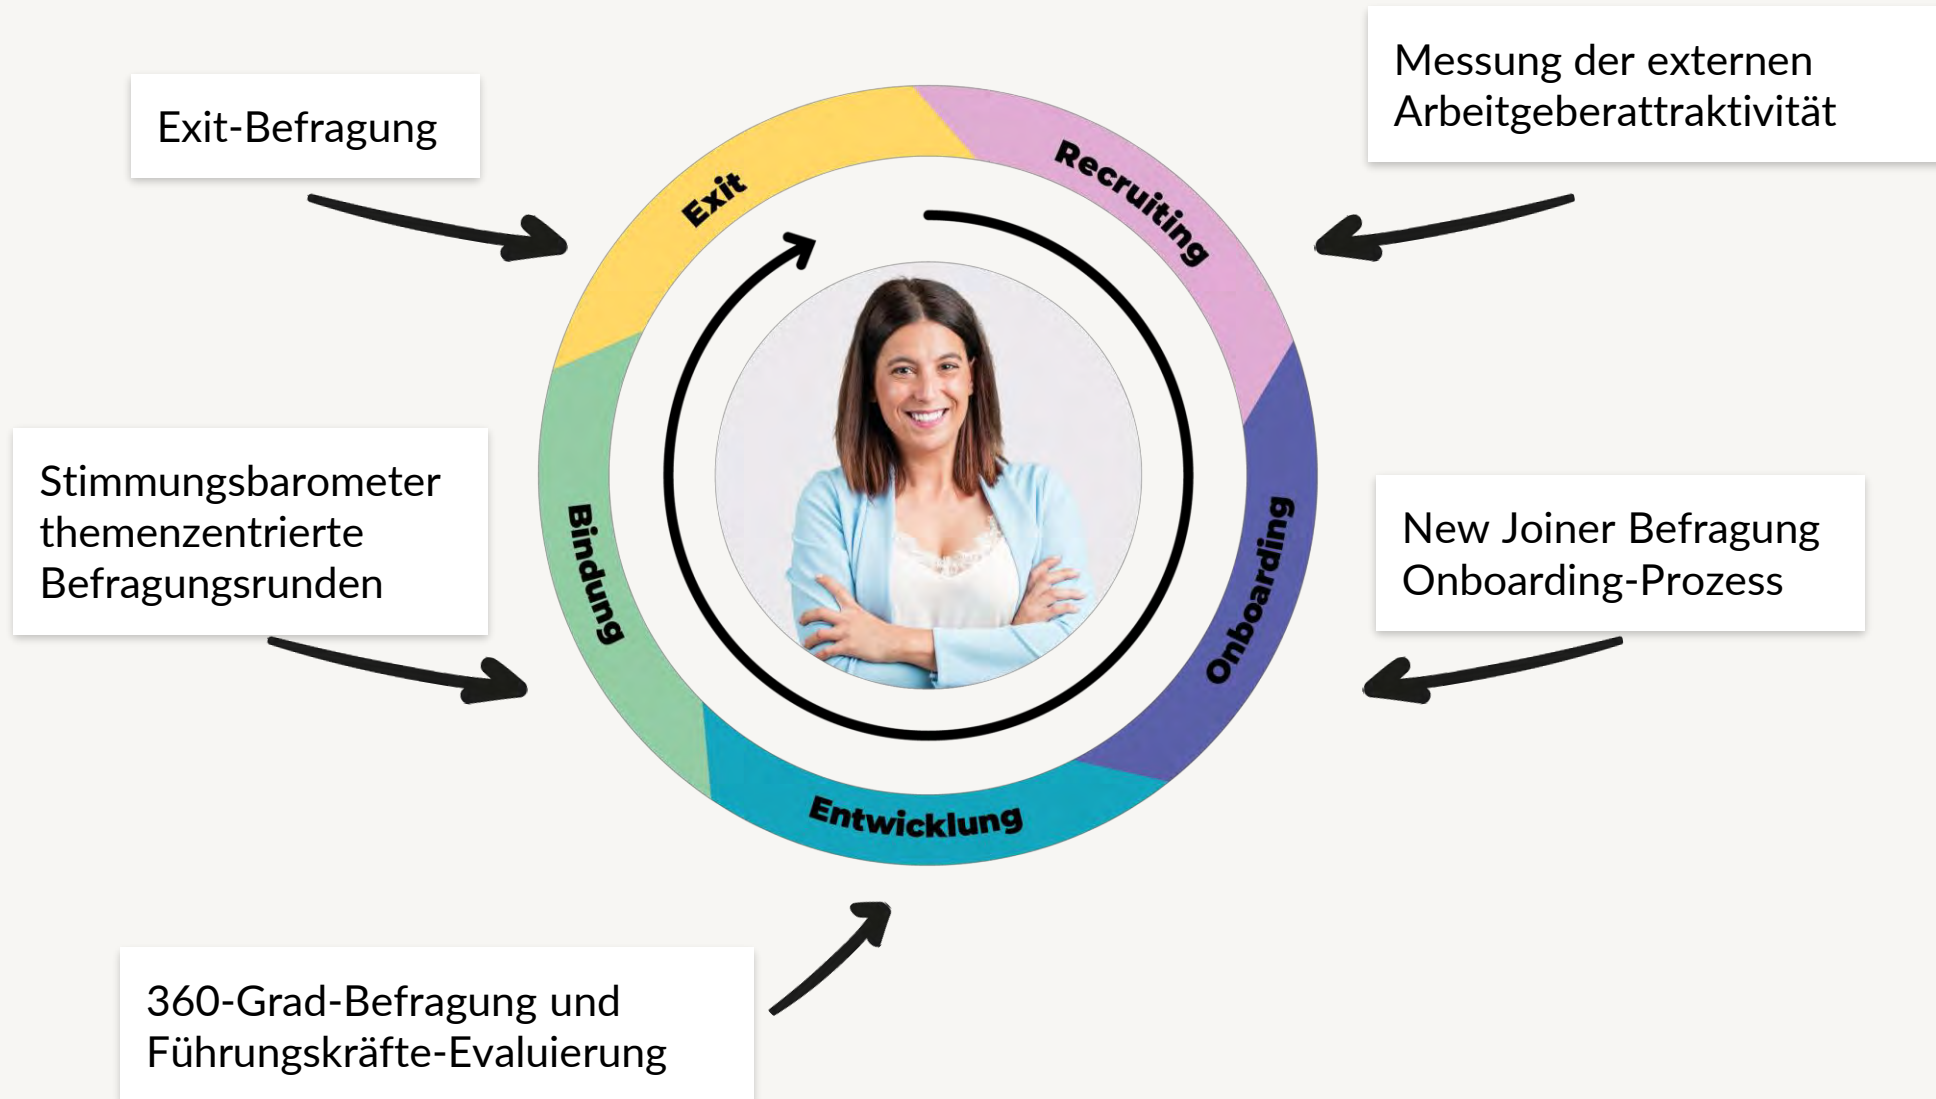 Exit-Befragung
Messung der externen
Arbeitgeberattraktivität
Exit
Recruiting
Stimmungsbarometer
themenzentrierte
Befragungsrunden
Bindung
Onboarding
New Joiner Befragung
Onboarding-Prozess
Entwicklung
360-Grad-Befragung und
Führungskräfte-Evaluierung